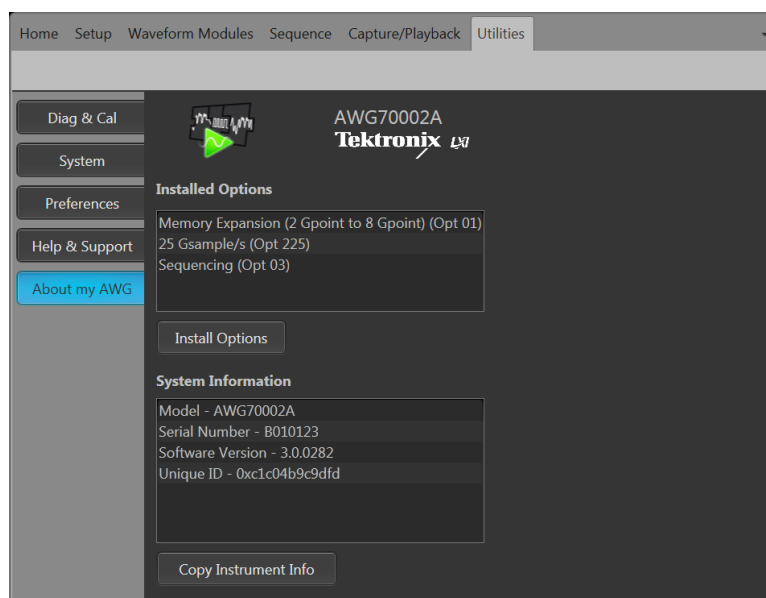 Home Setup Waveform Modules Sequence Capture/Playback Utilities
Diag & Cal
System
Preferences
Help & Support
About my AWG
AWG70002A
Tektronix LXI
Installed Options
Memory Expansion (2 Gpoint to 8 Gpoint) (Opt 01)
25 Gsample/s (Opt 225)
Sequencing (Opt 03)
Install Options
System Information
Model - AWG70002A
Serial Number - B010123
Software Version - 3.0.0282
Unique ID - 0xc1c04b9c9dfd
Copy Instrument Info